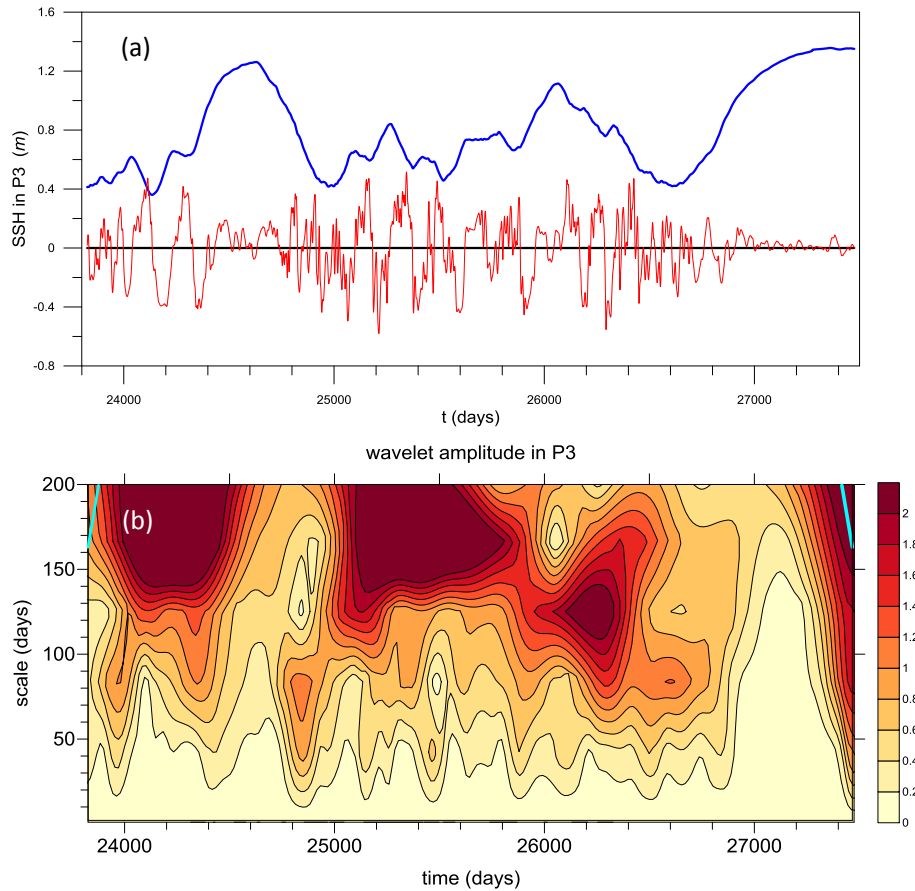 1.6
(a)
1.2
0.8
0.4
0
-0.4
-0.8
SSH in P3 (m)
24000 25000 26000 27000
t (days)
wavelet amplitude in P3
200
(b)
150
100
50
scale (days)
2
1.8
1.6
1.4
1.2
1
0.8
0.6
0.4
0.2
0
24000 25000 26000 27000
time (days)